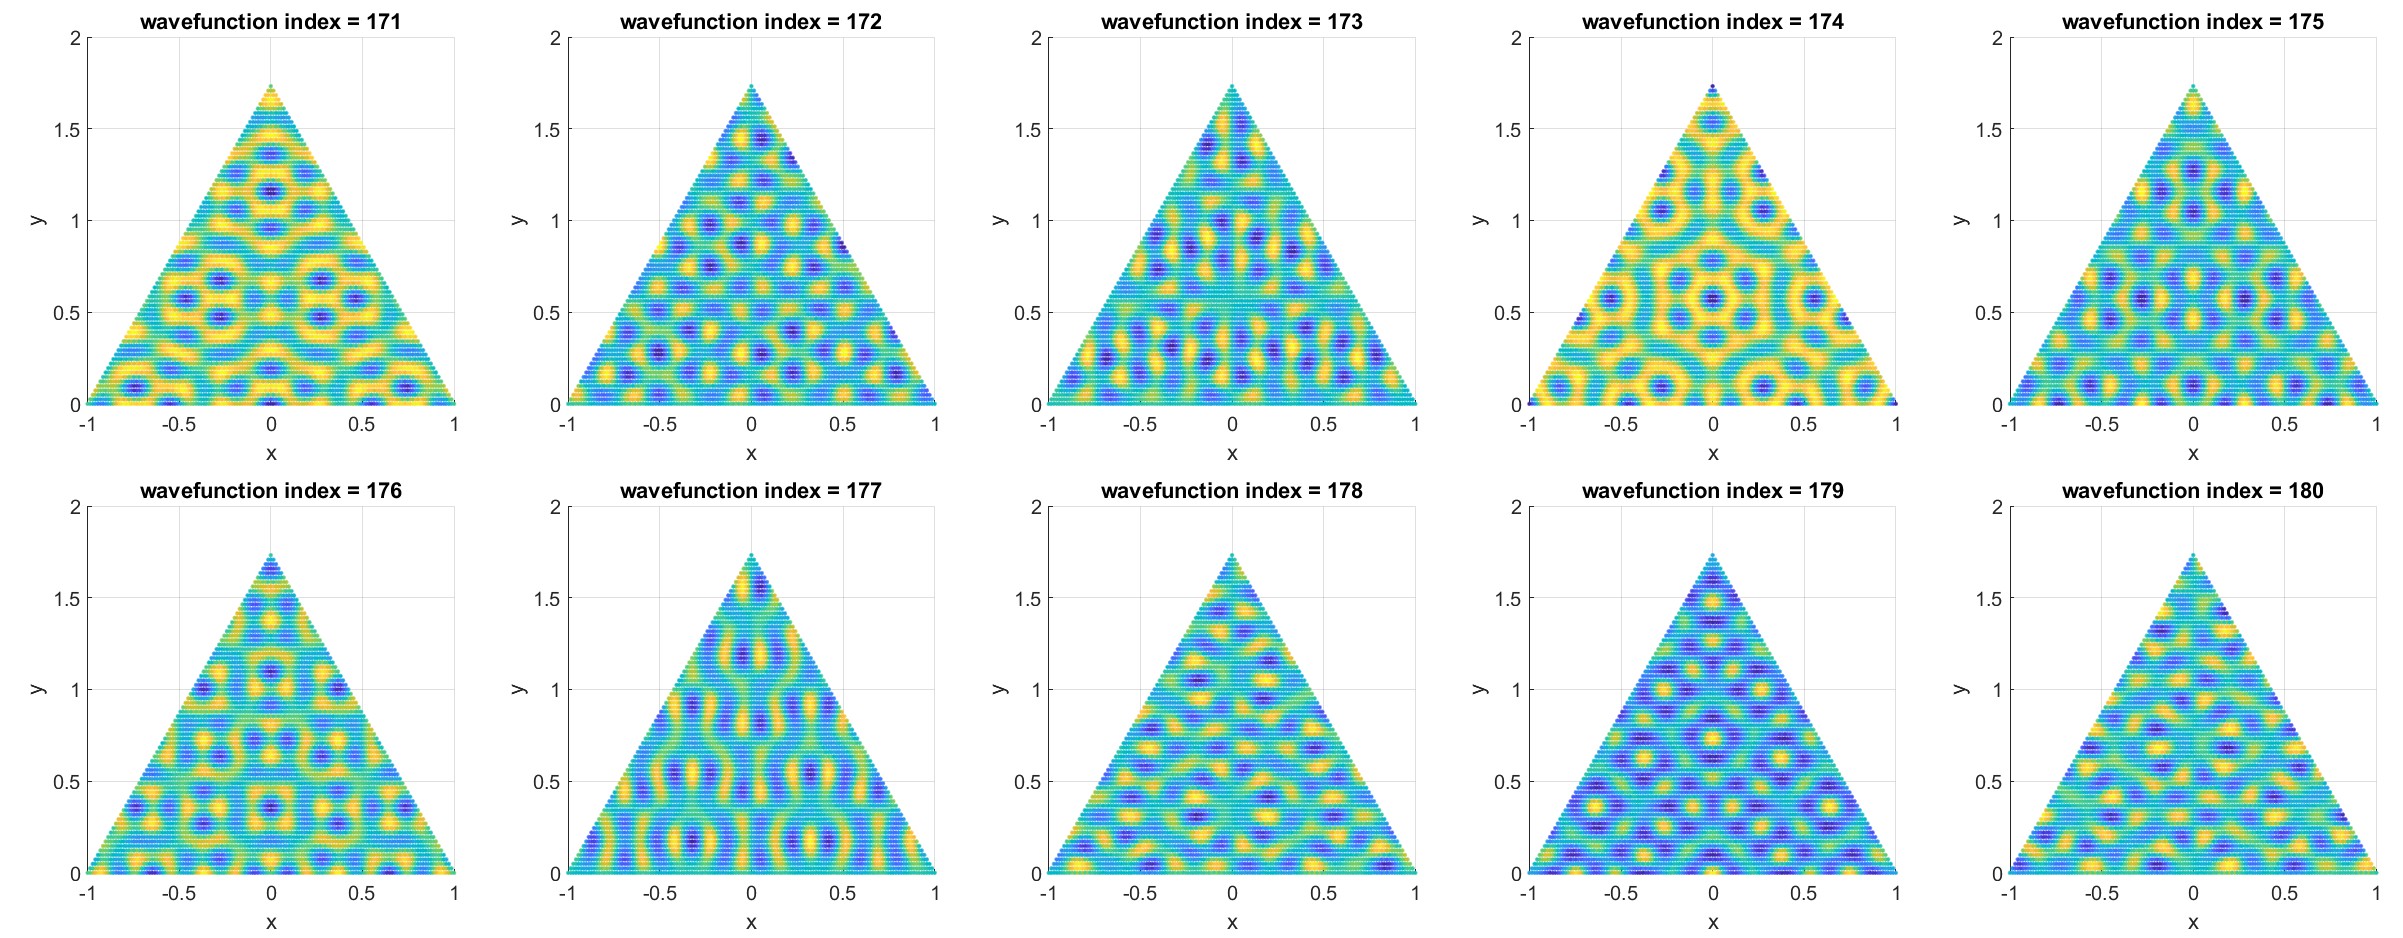 wavefunction index = 171
wavefunction index = 172
wavefunction index = 173
wavefunction index = 174
wavefunction index = 175
2 2 2 2 2
1.5 1.5 1.5 1.5 1.5
y 1 y 1 y 1 y 1 y 1
0.5 0.5 0.5 0.5 0.5
0 0 0 0 0
-1 -0.5 0 0.5 1 -1 -0.5 0 0.5 1 -1 -0.5 0 0.5 1 -1 -0.5 0 0.5 1 -1 -0.5 0 0.5 1
x x x x x
wavefunction index = 176
wavefunction index = 177
wavefunction index = 178
wavefunction index = 179
wavefunction index = 180
2 2 2 2 2
1.5 1.5 1.5 1.5 1.5
y 1 y 1 y 1 y 1 y 1
0.5 0.5 0.5 0.5 0.5
0 0 0 0 0
-1 -0.5 0 0.5 1 -1 -0.5 0 0.5 1 -1 -0.5 0 0.5 1 -1 -0.5 0 0.5 1 -1 -0.5 0 0.5 1
x x x x x